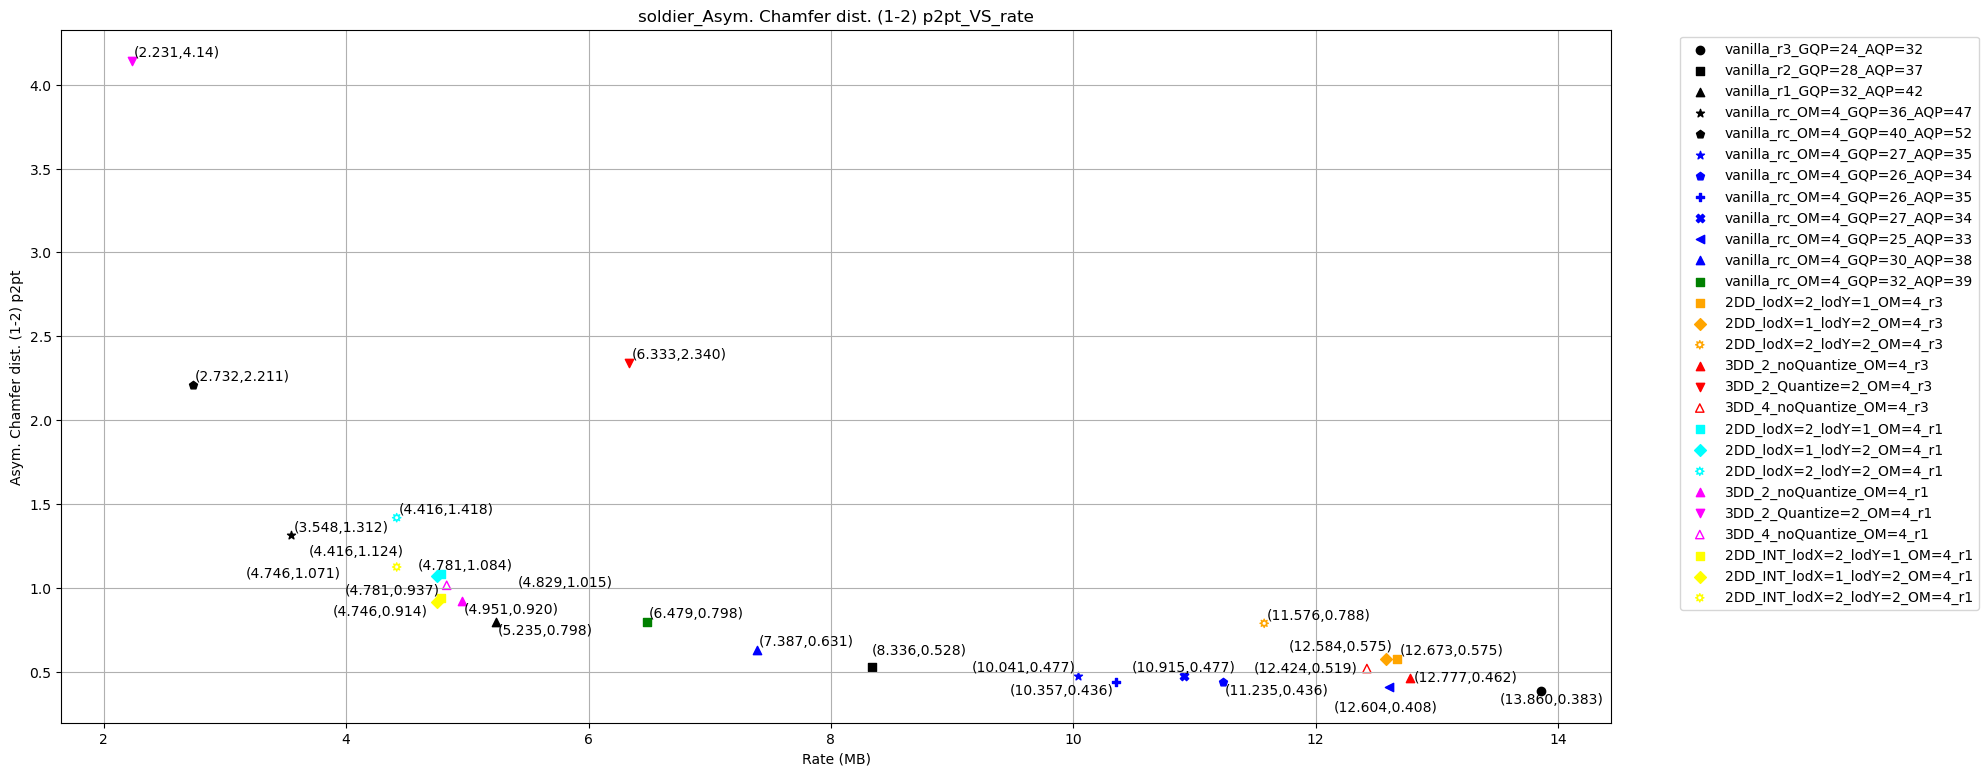 soldier_Asym. Chamfer dist. (1-2) p2pt_VS_rate
Asym. Chamfer dist. (1-2) p2pt
4.0
3.5
3.0
2.5
2.0
1.5
1.0
0.5
(2.231,4.14)
(6.333,2.340)
(2.732,2.211)
(4.416,1.418)
(3.548,1.312)
(4.416,1.124)
(4.781,1.084)
(4.746,1.071)
(4.829,1.015)
(4.781,0.937)
(4.951,0.920)
(4.746,0.914)
(5.235,0.798)
(6.479,0.798)
(11.576,0.788)
(7.387,0.631)
(8.336,0.528)
(12.584,0.575)
(12.673,0.575)
(10.041,0.477)
(10.915,0.477)
(12.424,0.519)
(12.777,0.462)
(10.357,0.436)
(11.235,0.436)
(13.860,0.383)
(12.604,0.408)
2
4
6
8
10
12
14
Rate (MB)
vanilla_r3_GQP=24_AQP=32
vanilla_r2_GQP=28_AQP=37
vanilla_r1_GQP=32_AQP=42
vanilla_rc_OM=4_GQP=36_AQP=47
vanilla_rc_OM=4_GQP=40_AQP=52
vanilla_rc_OM=4_GQP=27_AQP=35
vanilla_rc_OM=4_GQP=26_AQP=34
vanilla_rc_OM=4_GQP=26_AQP=35
vanilla_rc_OM=4_GQP=27_AQP=34
vanilla_rc_OM=4_GQP=25_AQP=33
vanilla_rc_OM=4_GQP=30_AQP=38
vanilla_rc_OM=4_GQP=32_AQP=39
2DD_lodX=2_lodY=1_OM=4_r3
2DD_lodX=1_lodY=2_OM=4_r3
2DD_lodX=2_lodY=2_OM=4_r3
3DD_2_noQuantize_OM=4_r3
3DD_2_Quantize=2_OM=4_r3
3DD_4_noQuantize_OM=4_r3
2DD_lodX=2_lodY=1_OM=4_r1
2DD_lodX=1_lodY=2_OM=4_r1
2DD_lodX=2_lodY=2_OM=4_r1
3DD_2_noQuantize_OM=4_r1
3DD_2_Quantize=2_OM=4_r1
3DD_4_noQuantize_OM=4_r1
2DD_INT_lodX=2_lodY=1_OM=4_r1
2DD_INT_lodX=1_lodY=2_OM=4_r1
2DD_INT_lodX=2_lodY=2_OM=4_r1